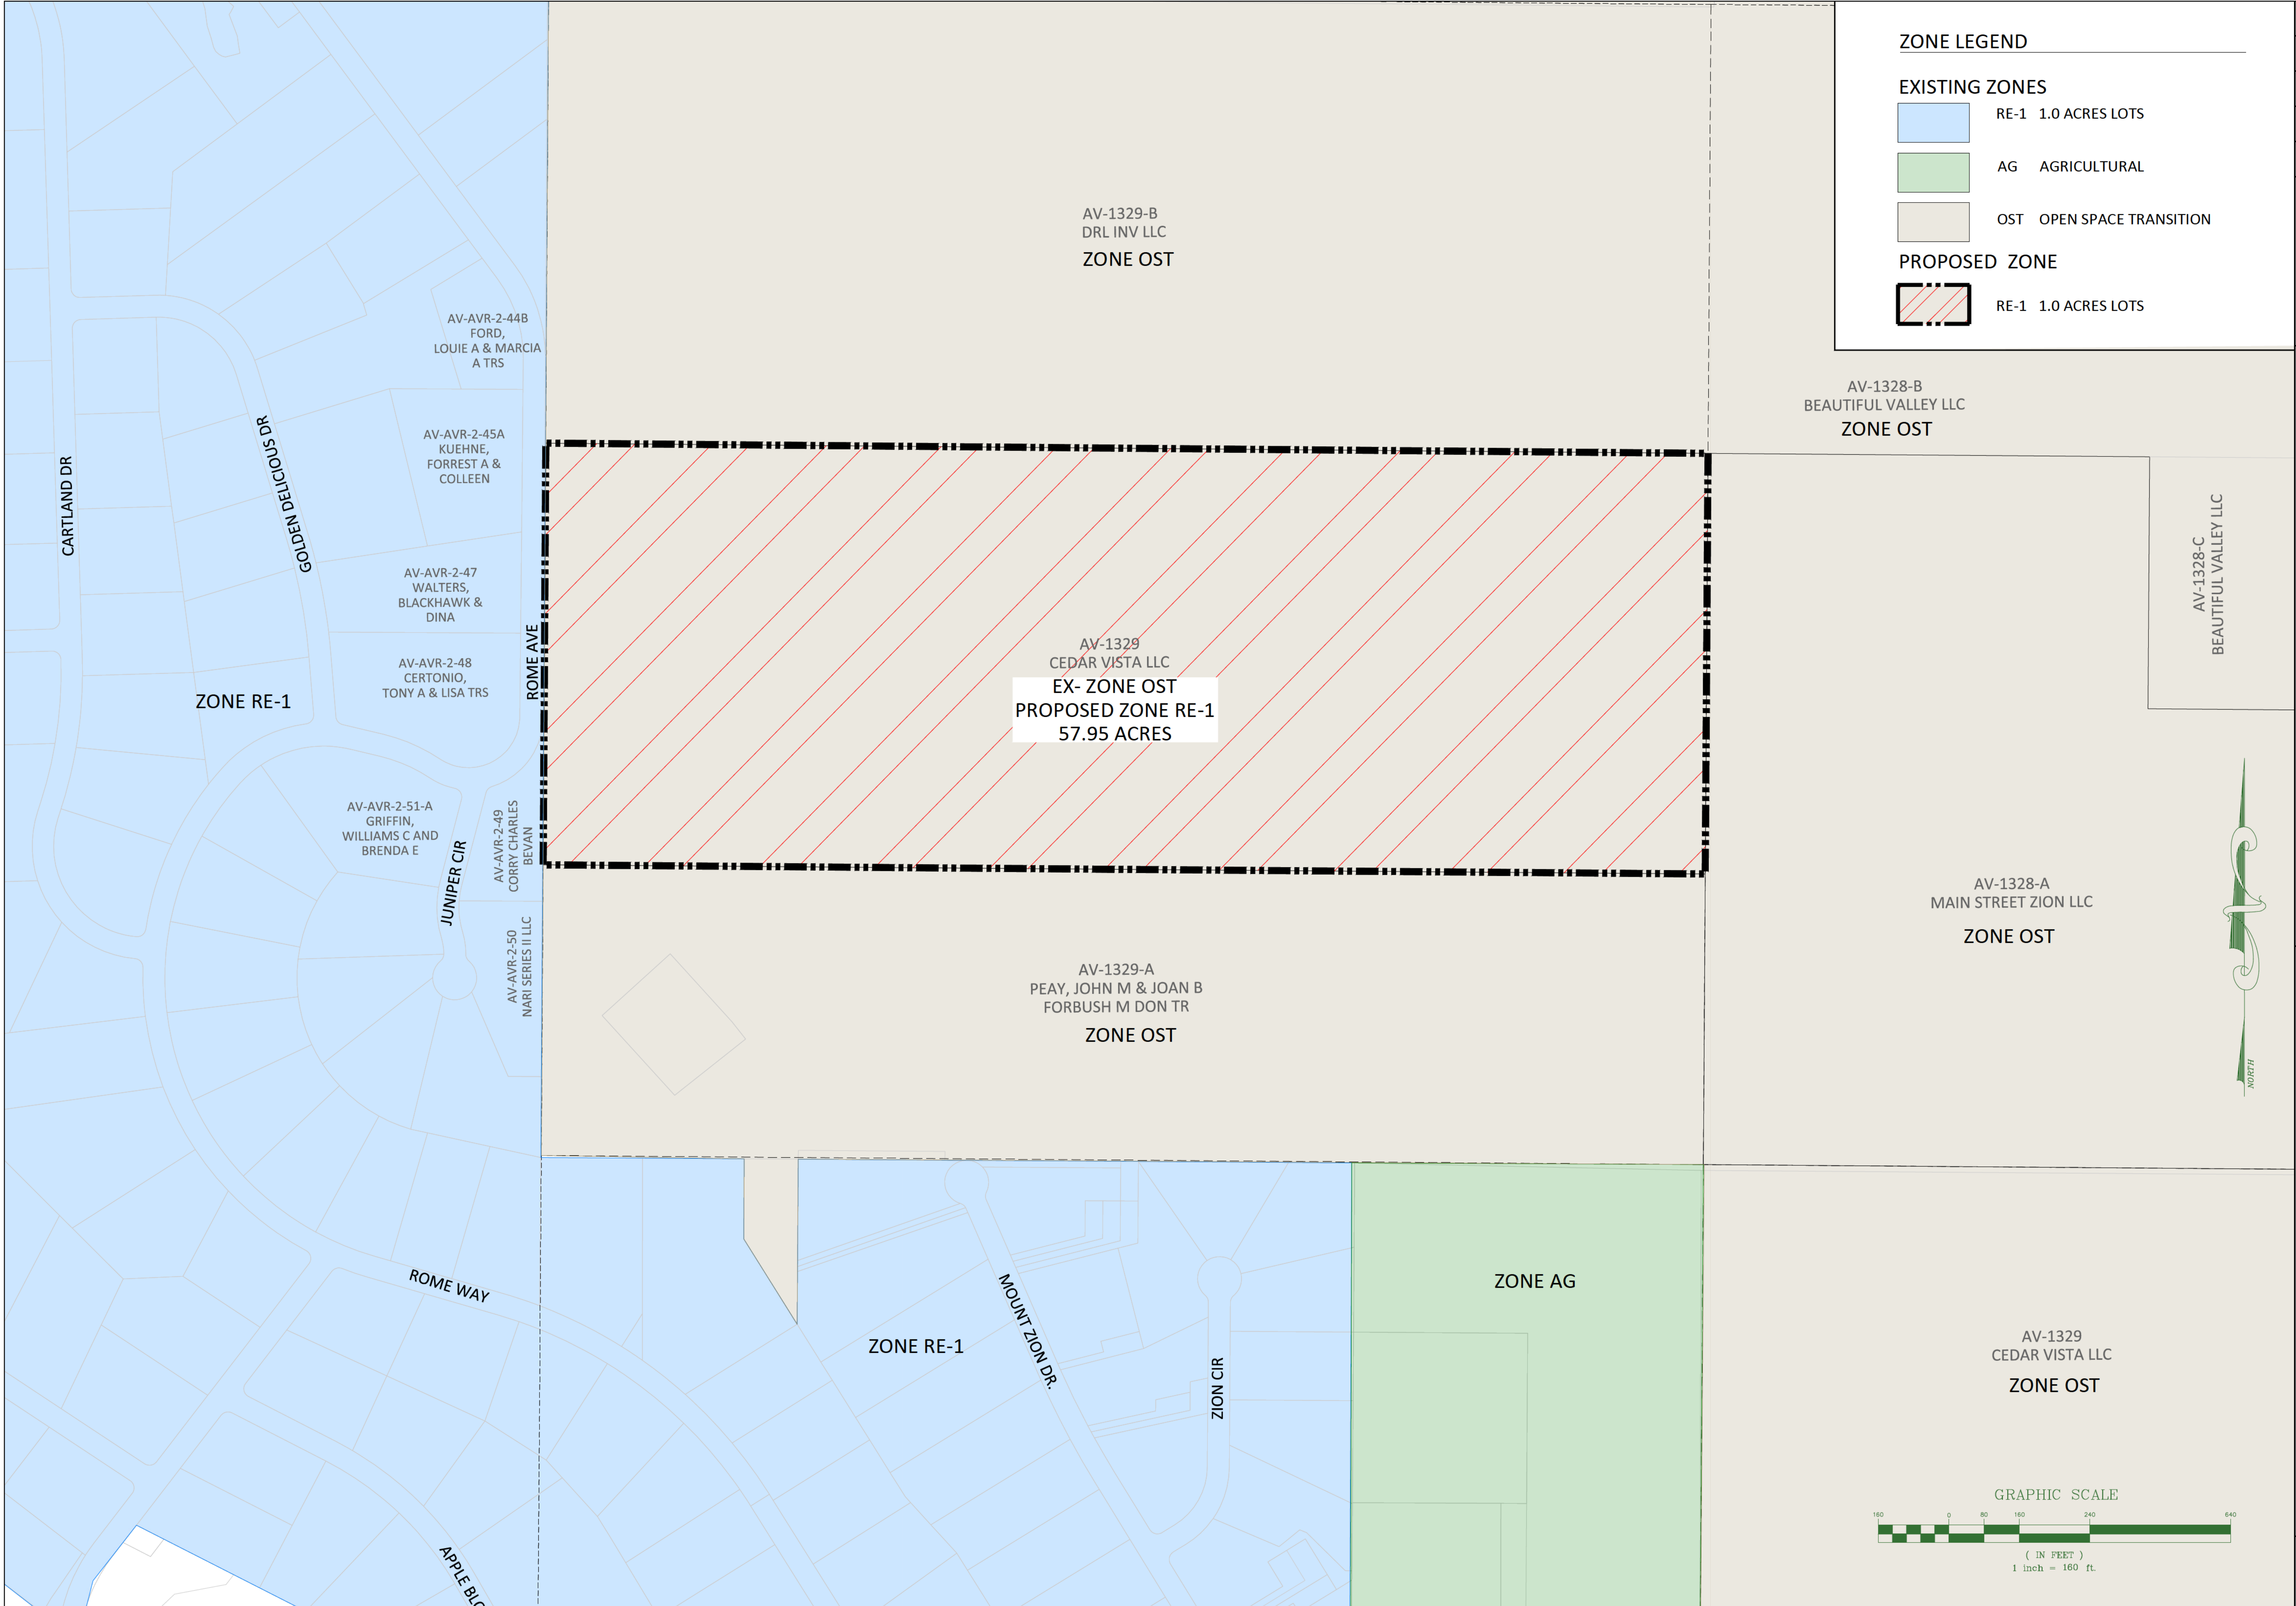 ZONE LEGEND
EXISTING ZONES
RE-1 1.0 ACRES LOTS
AG AGRICULTURAL
OST OPEN SPACE TRANSITION
PROPOSED ZONE
RE-1 1.0 ACRES LOTS
AV-1329-B
DRL INV LLC
ZONE OST
AV-1328-B
BEAUTIFUL VALLEY LLC
ZONE OST
AV-AVR-2-44B
FORD,
LOUIE A & MARCIA
A TRS
AV-AVR-2-45A
KUEHNE,
FORREST A &
COLLEEN
CARTLAND DR
GOLDEN DELICIOUS DR
AV-AVR-2-47
WALTERS,
BLACKHAWK &
DINA
AV-AVR-2-48
CERTONIO,
TONY A & LISA TRS
ROME AVE
ZONE RE-1
AV-1329
CEDAR VISTA LLC
EX- ZONE OST
PROPOSED ZONE RE-1
57.95 ACRES
AV-1328-C
BEAUTIFUL VALLEY LLC
AV-AVR-2-51-A
GRIFFIN,
WILLIAMS C AND
BRENDA E
JUNIPER CIR
AV-AVR-2-49
CORRY CHARLES
BEVAN
AV-AVR-2-50
NARI SERIES II LLC
AV-1329-A
PEAY, JOHN M & JOAN B
FORBUSH M DON TR
ZONE OST
AV-1328-A
MAIN STREET ZION LLC
ZONE OST
NORTH
ROME WAY
ZONE RE-1
MOUNT ZION DR.
ZION CIR
ZONE AG
AV-1329
CEDAR VISTA LLC
ZONE OST
APPLE BLO
GRAPHIC SCALE
160 0 80 160 240 640
( IN FEET )
1 inch = 160 ft.